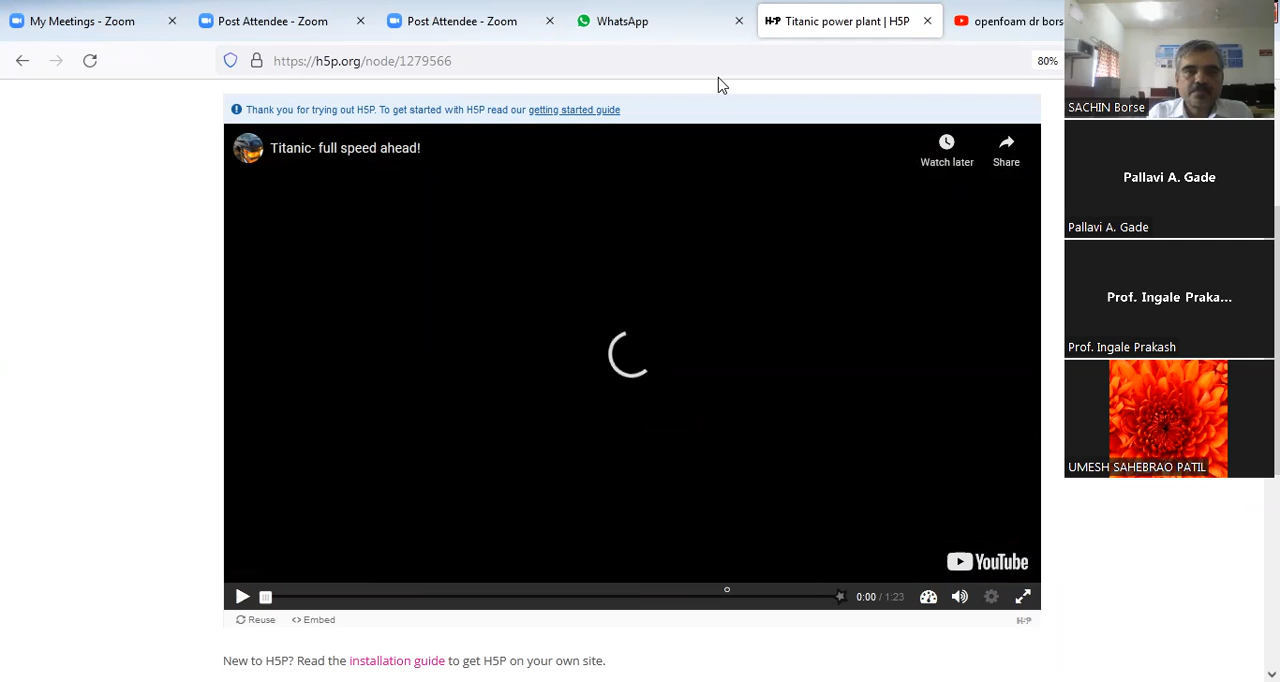 My Meetings - Zoom
Post Attendee - Zoom
Post Attendee - Zoom
WhatsApp
H-P Titanic power plant | H5P
openfoam dr bors
https://h5p.org/node/1279566
80%
Thank you for trying out H5P. To get started with H5P read our getting started guide
Titanic- full speed ahead!
Watch later
Share
YouTube
0:00 / 1:23
Reuse
Embed
H-P
New to H5P? Read the installation guide to get H5P on your own site.
SACHIN Borse
Pallavi A. Gade
Pallavi A. Gade
Prof. Ingale Praka...
Prof. Ingale Prakash
UMESH SAHEBRAO PATIL